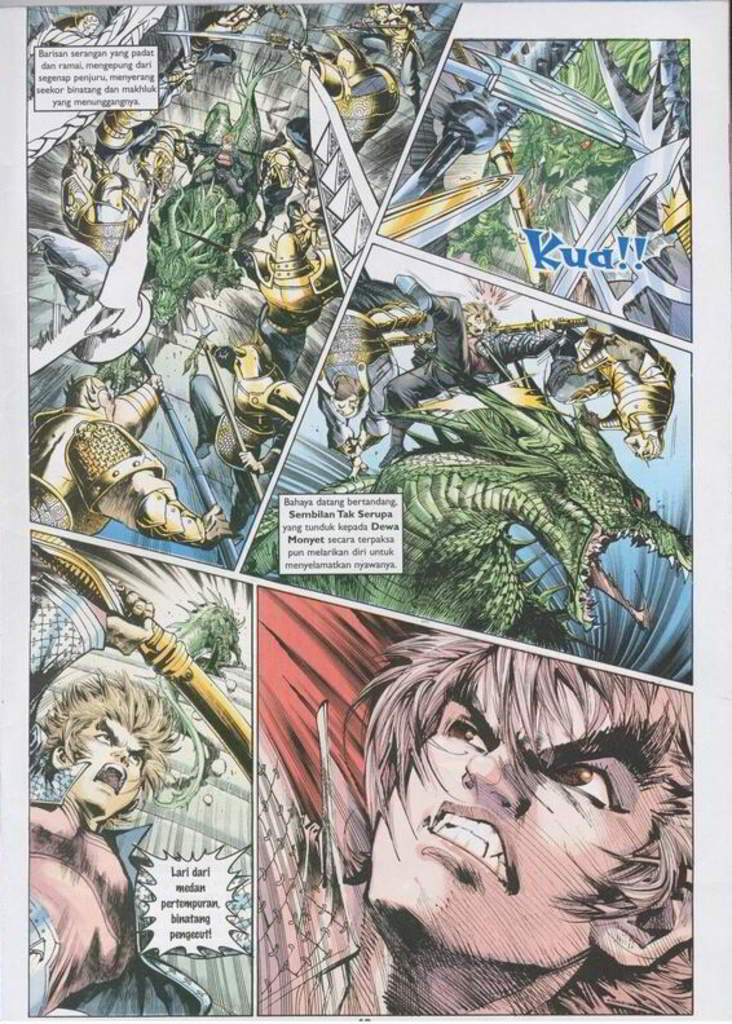 Barisan serangan yang padat
dan ramai, mengepung dari
segenap penjuru, menyerang
seekor binatang dan makhluk
yang menunggangnya.
Kua!!
Bahaya datang bertandang,
Sembilan Tak Serupa
yang tunduk kepada Dewa
Monyet secara terpaksa
pun melarikan diri untuk
menyelamatkan nyawanya.
Lari dari
medan
pertempuran,
binatang
pengecut!